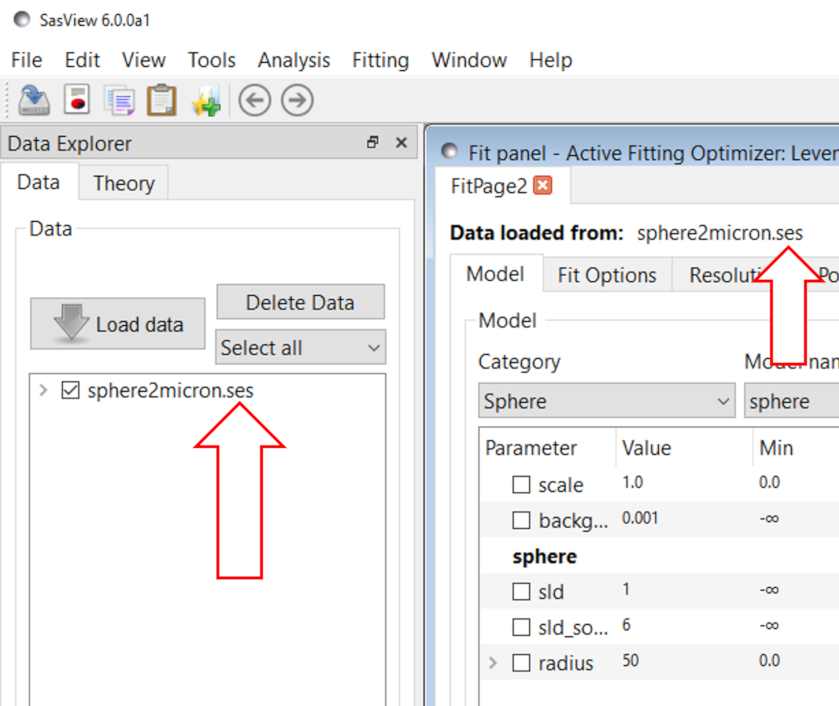 SasView 6.0.0a1
File Edit View Tools Analysis Fitting Window Help
Data Explorer
Data Theory
Data
Load data
Delete Data
Select all
sphere2micron.ses
Fit panel - Active Fitting Optimizer: Lever
FitPage2
Data loaded from: sphere2micron.ses
Model Fit Options Resoluti Po
Model
Category Model nam
Sphere sphere
Parameter Value Min
scale 1.0 0.0
backg... 0.001 -∞
sphere
sld 1 -∞
sld_so... 6 -∞
radius 50 0.0